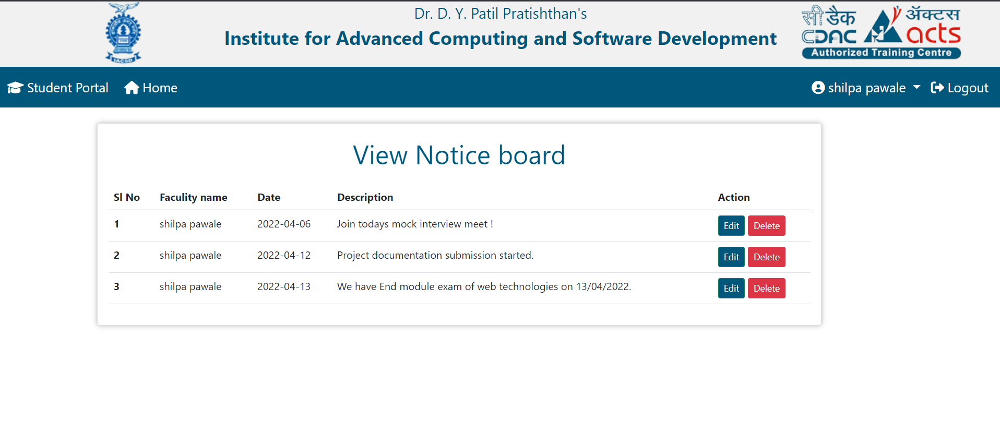 Dr. D. Y. Patil Pratishthan's
Institute for Advanced Computing and Software Development
IACSD
सी डैक
CDAC
ॲक्टस
acts
Authorized Training Centre
Student Portal Home shilpa pawale Logout
View Notice board
Sl No Faculity name Date Description Action
1 shilpa pawale 2022-04-06 Join todays mock interview meet ! Edit Delete
2 shilpa pawale 2022-04-12 Project documentation submission started. Edit Delete
3 shilpa pawale 2022-04-13 We have End module exam of web technologies on 13/04/2022. Edit Delete